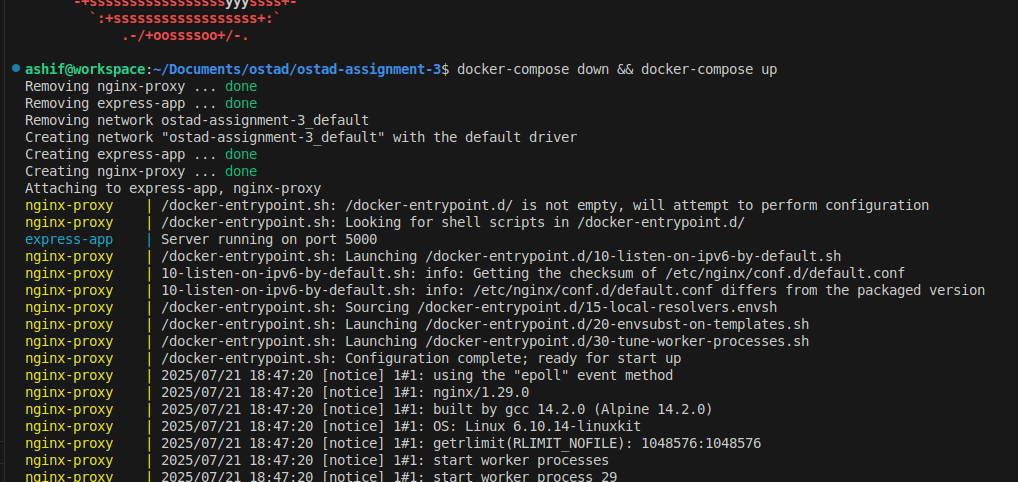 -+sssssssssssssssssyyyssss+-
`:+ssssssssssssssssss+:`
.-/+oossssoo+/-.
ashif@workspace:~/Documents/ostad/ostad-assignment-3$ docker-compose down && docker-compose up
Removing nginx-proxy ... done
Removing express-app ... done
Removing network ostad-assignment-3_default
Creating network "ostad-assignment-3_default" with the default driver
Creating express-app ... done
Creating nginx-proxy ... done
Attaching to express-app, nginx-proxy
nginx-proxy    | /docker-entrypoint.sh: /docker-entrypoint.d/ is not empty, will attempt to perform configuration
nginx-proxy    | /docker-entrypoint.sh: Looking for shell scripts in /docker-entrypoint.d/
express-app    | Server running on port 5000
nginx-proxy    | /docker-entrypoint.sh: Launching /docker-entrypoint.d/10-listen-on-ipv6-by-default.sh
nginx-proxy    | 10-listen-on-ipv6-by-default.sh: info: Getting the checksum of /etc/nginx/conf.d/default.conf
nginx-proxy    | 10-listen-on-ipv6-by-default.sh: info: /etc/nginx/conf.d/default.conf differs from the packaged version
nginx-proxy    | /docker-entrypoint.sh: Sourcing /docker-entrypoint.d/15-local-resolvers.envsh
nginx-proxy    | /docker-entrypoint.sh: Launching /docker-entrypoint.d/20-envsubst-on-templates.sh
nginx-proxy    | /docker-entrypoint.sh: Launching /docker-entrypoint.d/30-tune-worker-processes.sh
nginx-proxy    | /docker-entrypoint.sh: Configuration complete; ready for start up
nginx-proxy    | 2025/07/21 18:47:20 [notice] 1#1: using the "epoll" event method
nginx-proxy    | 2025/07/21 18:47:20 [notice] 1#1: nginx/1.29.0
nginx-proxy    | 2025/07/21 18:47:20 [notice] 1#1: built by gcc 14.2.0 (Alpine 14.2.0)
nginx-proxy    | 2025/07/21 18:47:20 [notice] 1#1: OS: Linux 6.10.14-linuxkit
nginx-proxy    | 2025/07/21 18:47:20 [notice] 1#1: getrlimit(RLIMIT_NOFILE): 1048576:1048576
nginx-proxy    | 2025/07/21 18:47:20 [notice] 1#1: start worker processes
nginx-proxy    | 2025/07/21 18:47:20 [notice] 1#1: start worker process 29